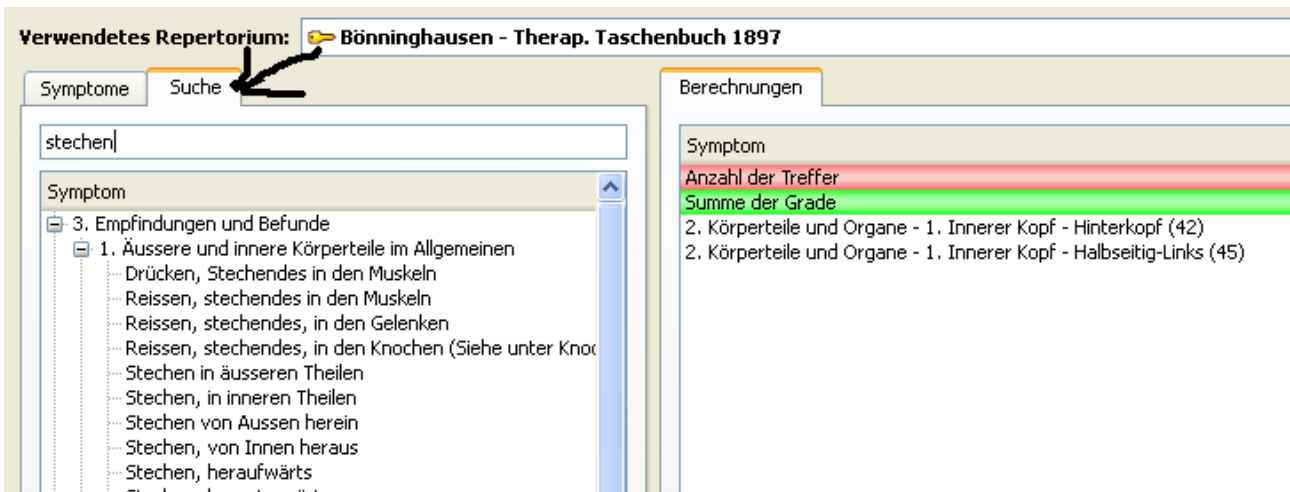 Verwendetes Repertorium: Bönninghausen - Therap. Taschenbuch 1897
Symptome Suche
stechen
Symptom
3. Empfindungen und Befunde
1. Äussere und innere Körperteile im Allgemeinen
Drücken, Stechendes in den Muskeln
Reissen, stechendes in den Muskeln
Reissen, stechendes, in den Gelenken
Reissen, stechendes, in den Knochen (Siehe unter
Stechen in äusseren Theilen
Stechen, in inneren Theilen
Stechen von Aussen herein
Stechen, von Innen heraus
Stechen, heraufwärts
Berechnungen
Symptom
Anzahl der Treffer
Summe der Grade
2. Körperteile und Organe - 1. Innerer Kopf - Hinterkopf (42)
2. Körperteile und Organe - 1. Innerer Kopf - Halbseitig-Links (45)